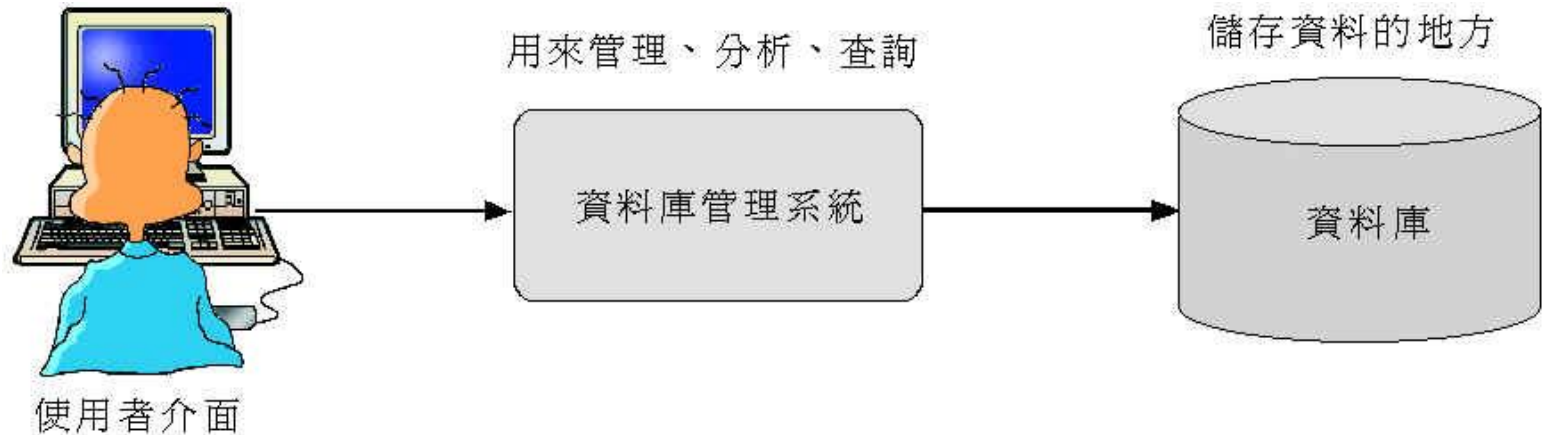 用來管理、分析、查詢
儲存資料的地方
資料庫管理系統
資料庫
使用者介面